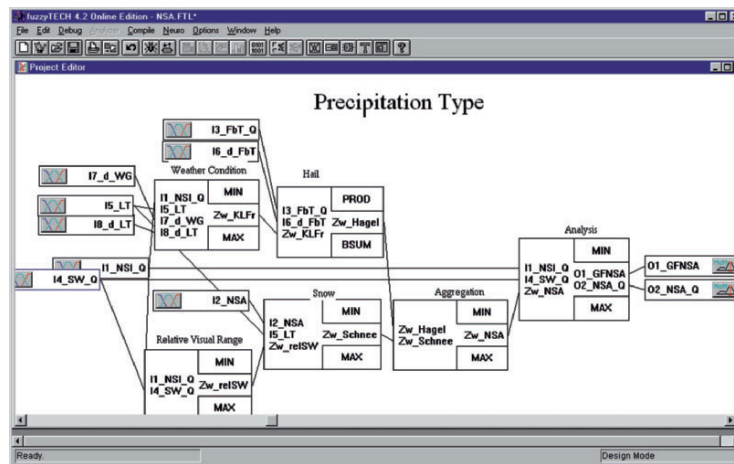 fuzzyTECH 4.2 Online Edition - NSA.FTL*
File Edit Debug Analyzer Compile Neuro Options Window Help
Project Editor
Precipitation Type
I3_FbT_Q
I6_d_FbT
Weather Condition
Hail
I7_d_WG
I5_LT
I8_d_LT
I1_NSI_Q
I5_LT
I7_d_WG
I8_d_LT
MIN
Zw_KLFr
MAX
I3_FbT_Q
I6_d_FbT
Zw_KLFr
PROD
Zw_Hagel
BSUM
Analysis
I1_NSI_Q
I4_SW_Q
Zw_NSA
MIN
O1_GFNSA
O2_NSA_Q
MAX
O1_GFNSA
O2_NSA_Q
I1_NSI_Q
I4_SW_Q
I2_NSA
Snow
I2_NSA
I5_LT
Zw_relSW
MIN
Zw_Schnee
MAX
Aggregation
Zw_Hagel
Zw_Schnee
MIN
Zw_NSA
MAX
Relative Visual Range
I1_NSI_Q
I4_SW_Q
MIN
Zw_relSW
MAX
Ready.
Design Mode